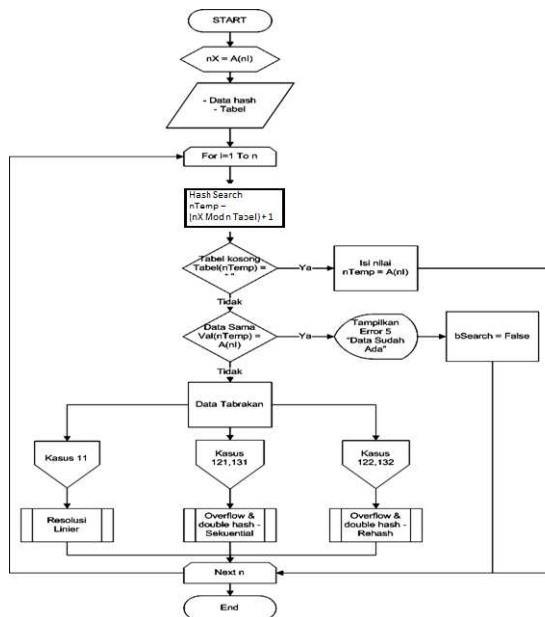 START
nX = A(nI)
- Data hash
- Tabel
For i=1 To n
Hash Search
nTemp =
(nX Mod n Tabel) + 1
Tabel kosong
Tabel(nTemp) =
"-"
Ya
Isi nilai
nTemp = A(nI)
Tidak
Data Sama
Val(nTemp) =
A(nI)
Ya
Tampilkan
Error 5
"Data Sudah
Ada"
bSearch = False
Tidak
Data Tabrakan
Kasus 11
Kasus
121,131
Kasus
122,132
Resolusi
Linier
Overflow &
double hash -
Sekuential
Overflow &
double hash -
Rehash
Next n
End